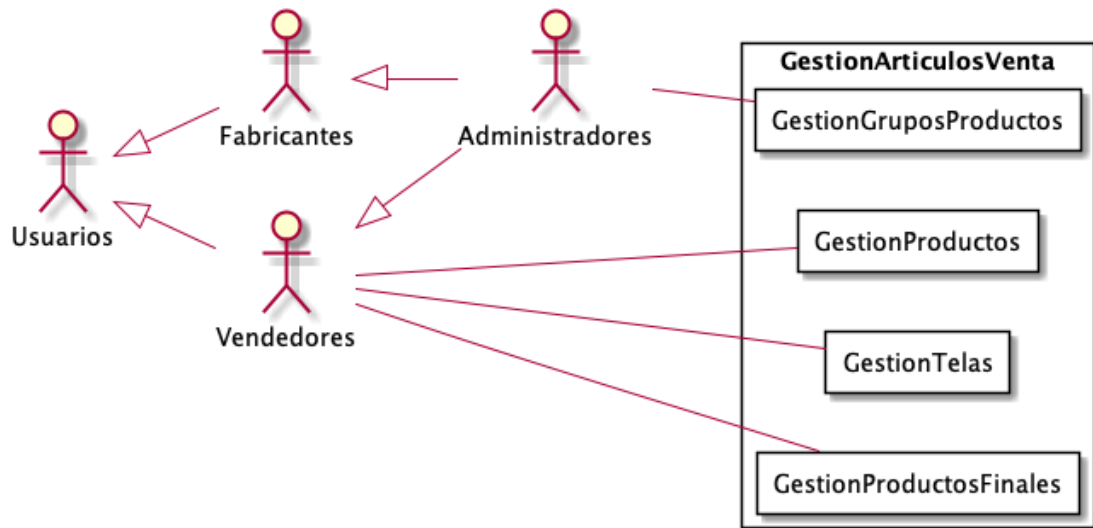 GestionArticulosVenta
GestionGruposProductos
Fabricantes
Administradores
Usuarios
GestionProductos
Vendedores
GestionTelas
GestionProductosFinales